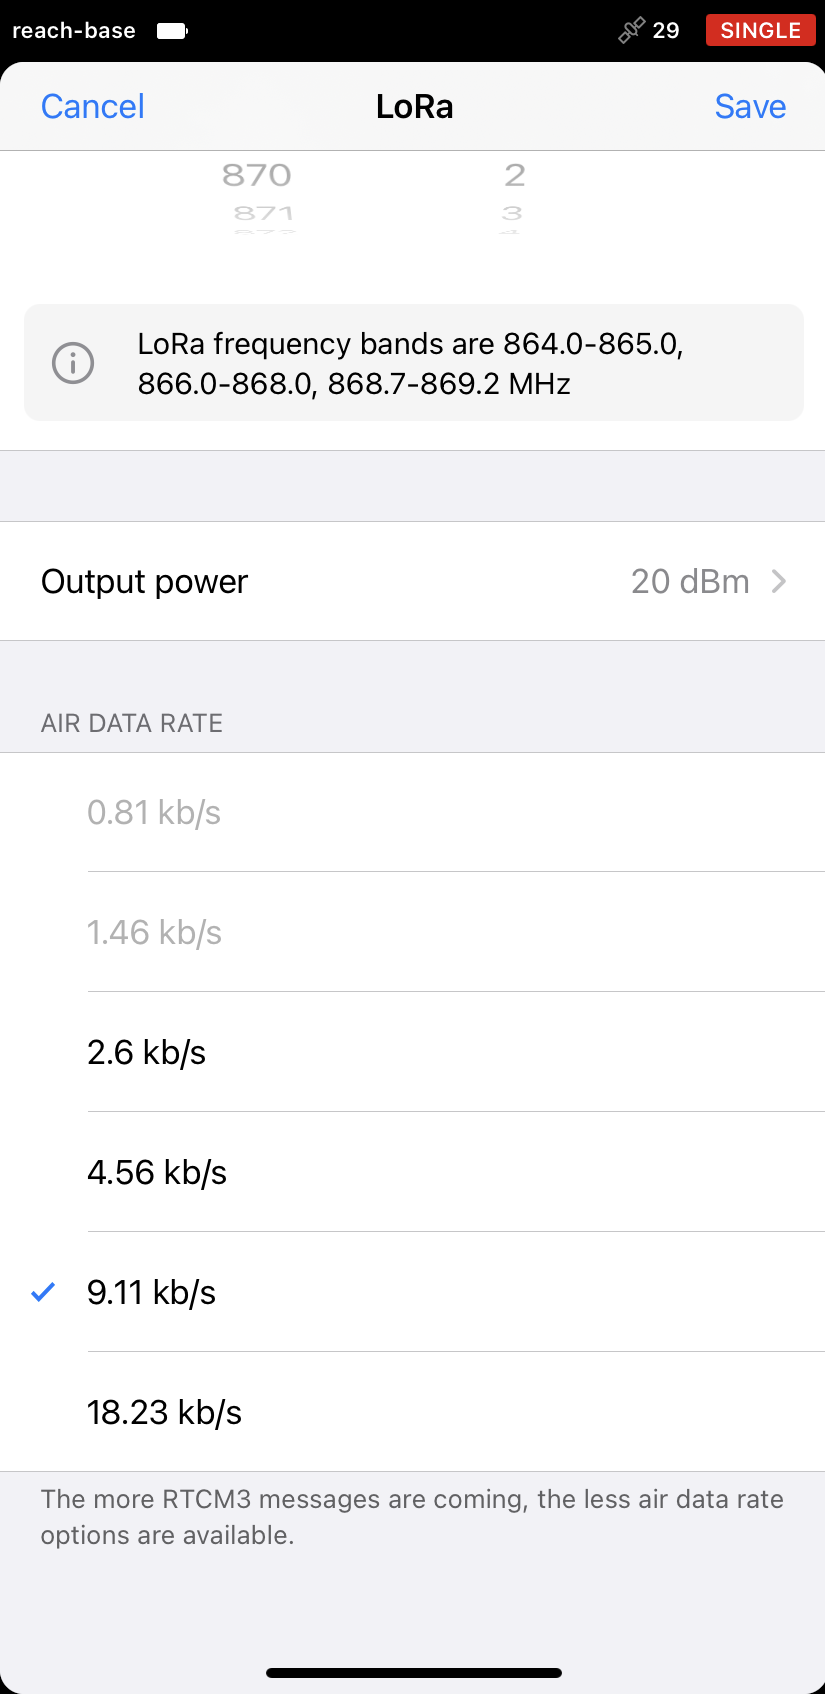 reach-base 29 SINGLE
Cancel LoRa Save
870 2
871 3
LoRa frequency bands are 864.0-865.0,
866.0-868.0, 868.7-869.2 MHz
Output power 20 dBm
AIR DATA RATE
0.81 kb/s
1.46 kb/s
2.6 kb/s
4.56 kb/s
9.11 kb/s
18.23 kb/s
The more RTCM3 messages are coming, the less air data rate
options are available.